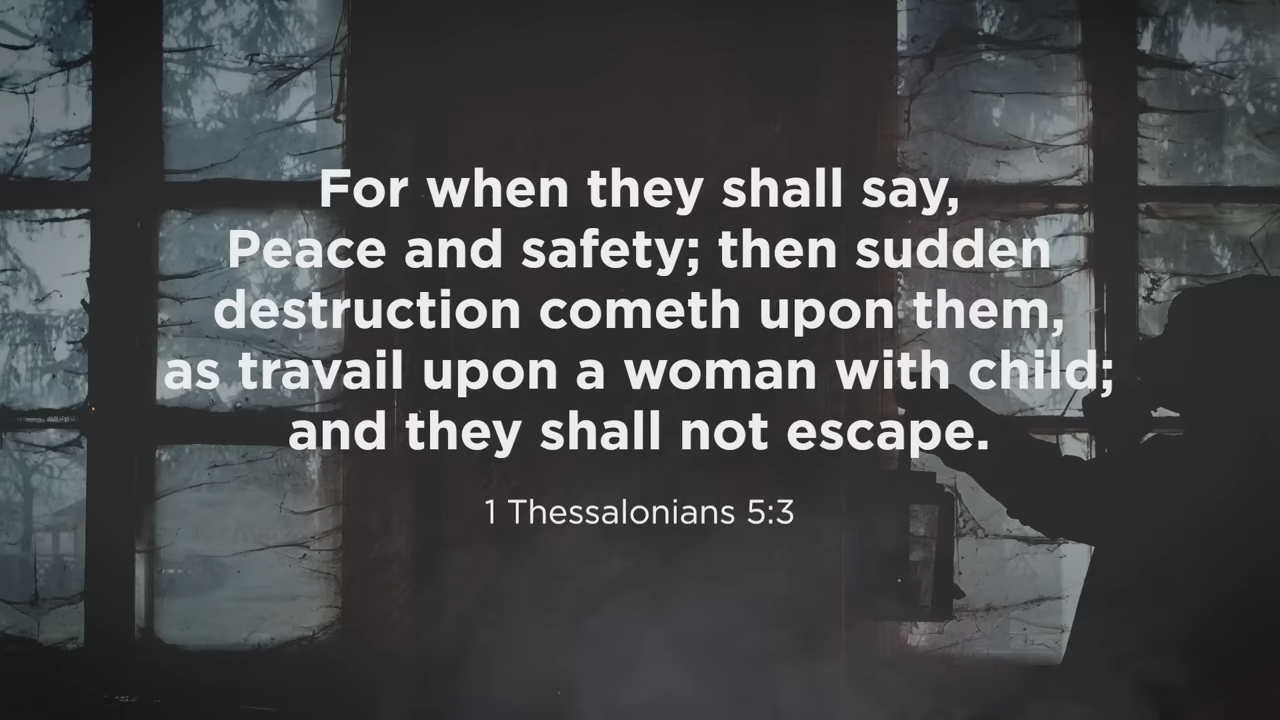 For when they shall say,
Peace and safety; then sudden
destruction cometh upon them,
as travail upon a woman with child;
and they shall not escape.
1 Thessalonians 5:3